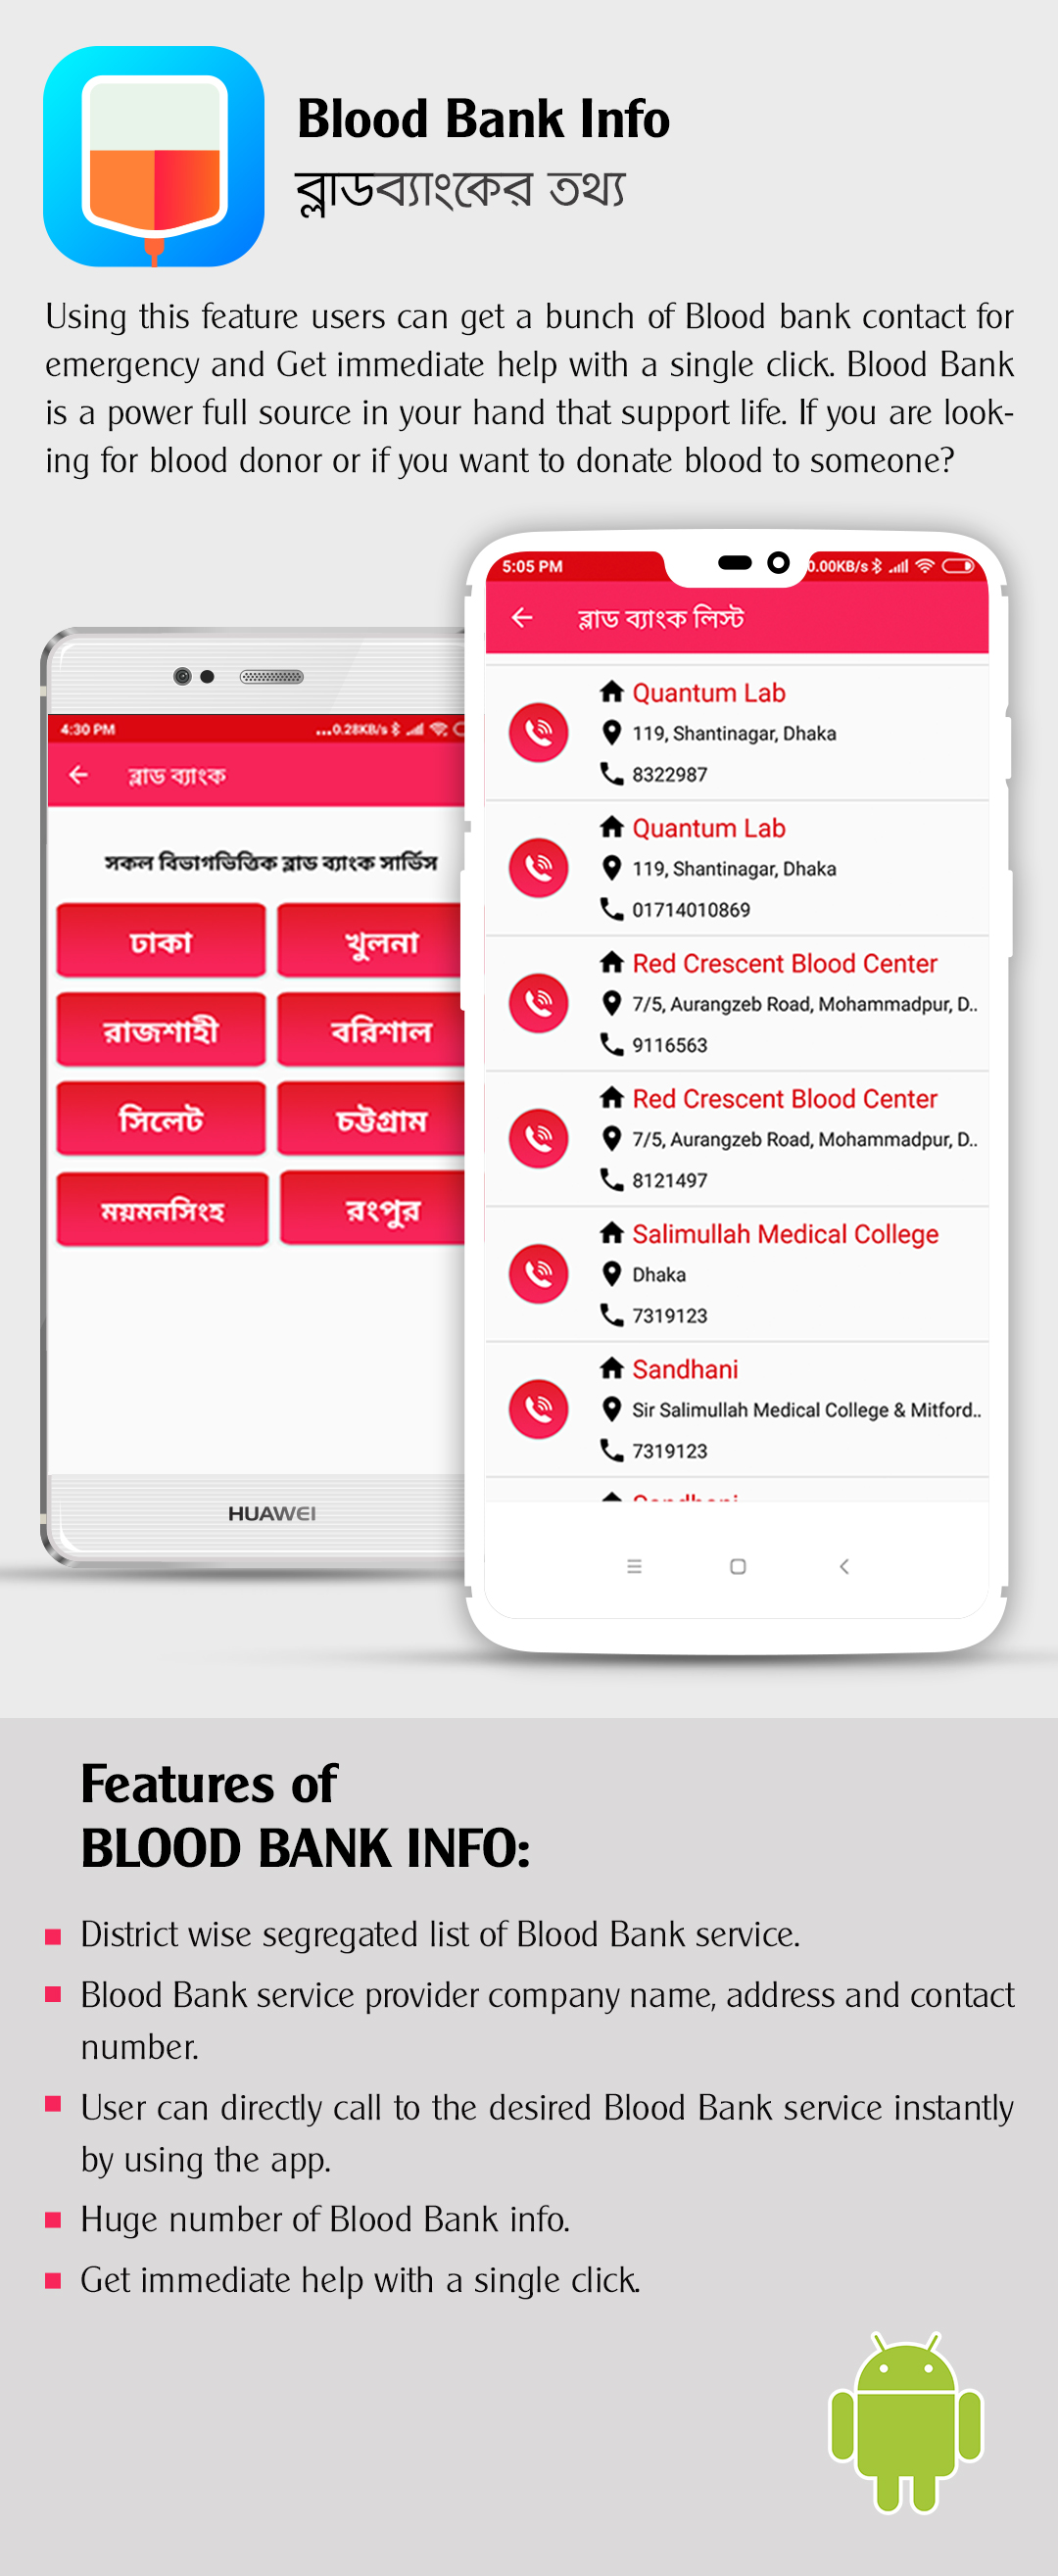 Blood Bank Info
ব্লাডব্যাংকের তথ্য
Using this feature users can get a bunch of Blood bank contact for
emergency and Get immediate help with a single click. Blood Bank
is a power full source in your hand that support life. If you are look-
ing for blood donor or if you want to donate blood to someone?
4:30 PM
...0.28KB/s
ব্লাড ব্যাংক
সকল বিভাগভিত্তিক ব্লাড ব্যাংক সার্ভিস
ঢাকা
খুলনা
রাজশাহী
বরিশাল
সিলেট
চট্টগ্রাম
ময়মনসিংহ
রংপুর
HUAWEI
5:05 PM
0.00KB/s
ব্লাড ব্যাংক লিস্ট
Quantum Lab
119, Shantinagar, Dhaka
8322987
Quantum Lab
119, Shantinagar, Dhaka
01714010869
Red Crescent Blood Center
7/5, Aurangzeb Road, Mohammadpur, D..
9116563
Red Crescent Blood Center
7/5, Aurangzeb Road, Mohammadpur, D..
8121497
Salimullah Medical College
Dhaka
7319123
Sandhani
Sir Salimullah Medical College & Mitford..
7319123
Features of
BLOOD BANK INFO:
District wise segregated list of Blood Bank service.
Blood Bank service provider company name, address and contact
number.
User can directly call to the desired Blood Bank service instantly
by using the app.
Huge number of Blood Bank info.
Get immediate help with a single click.